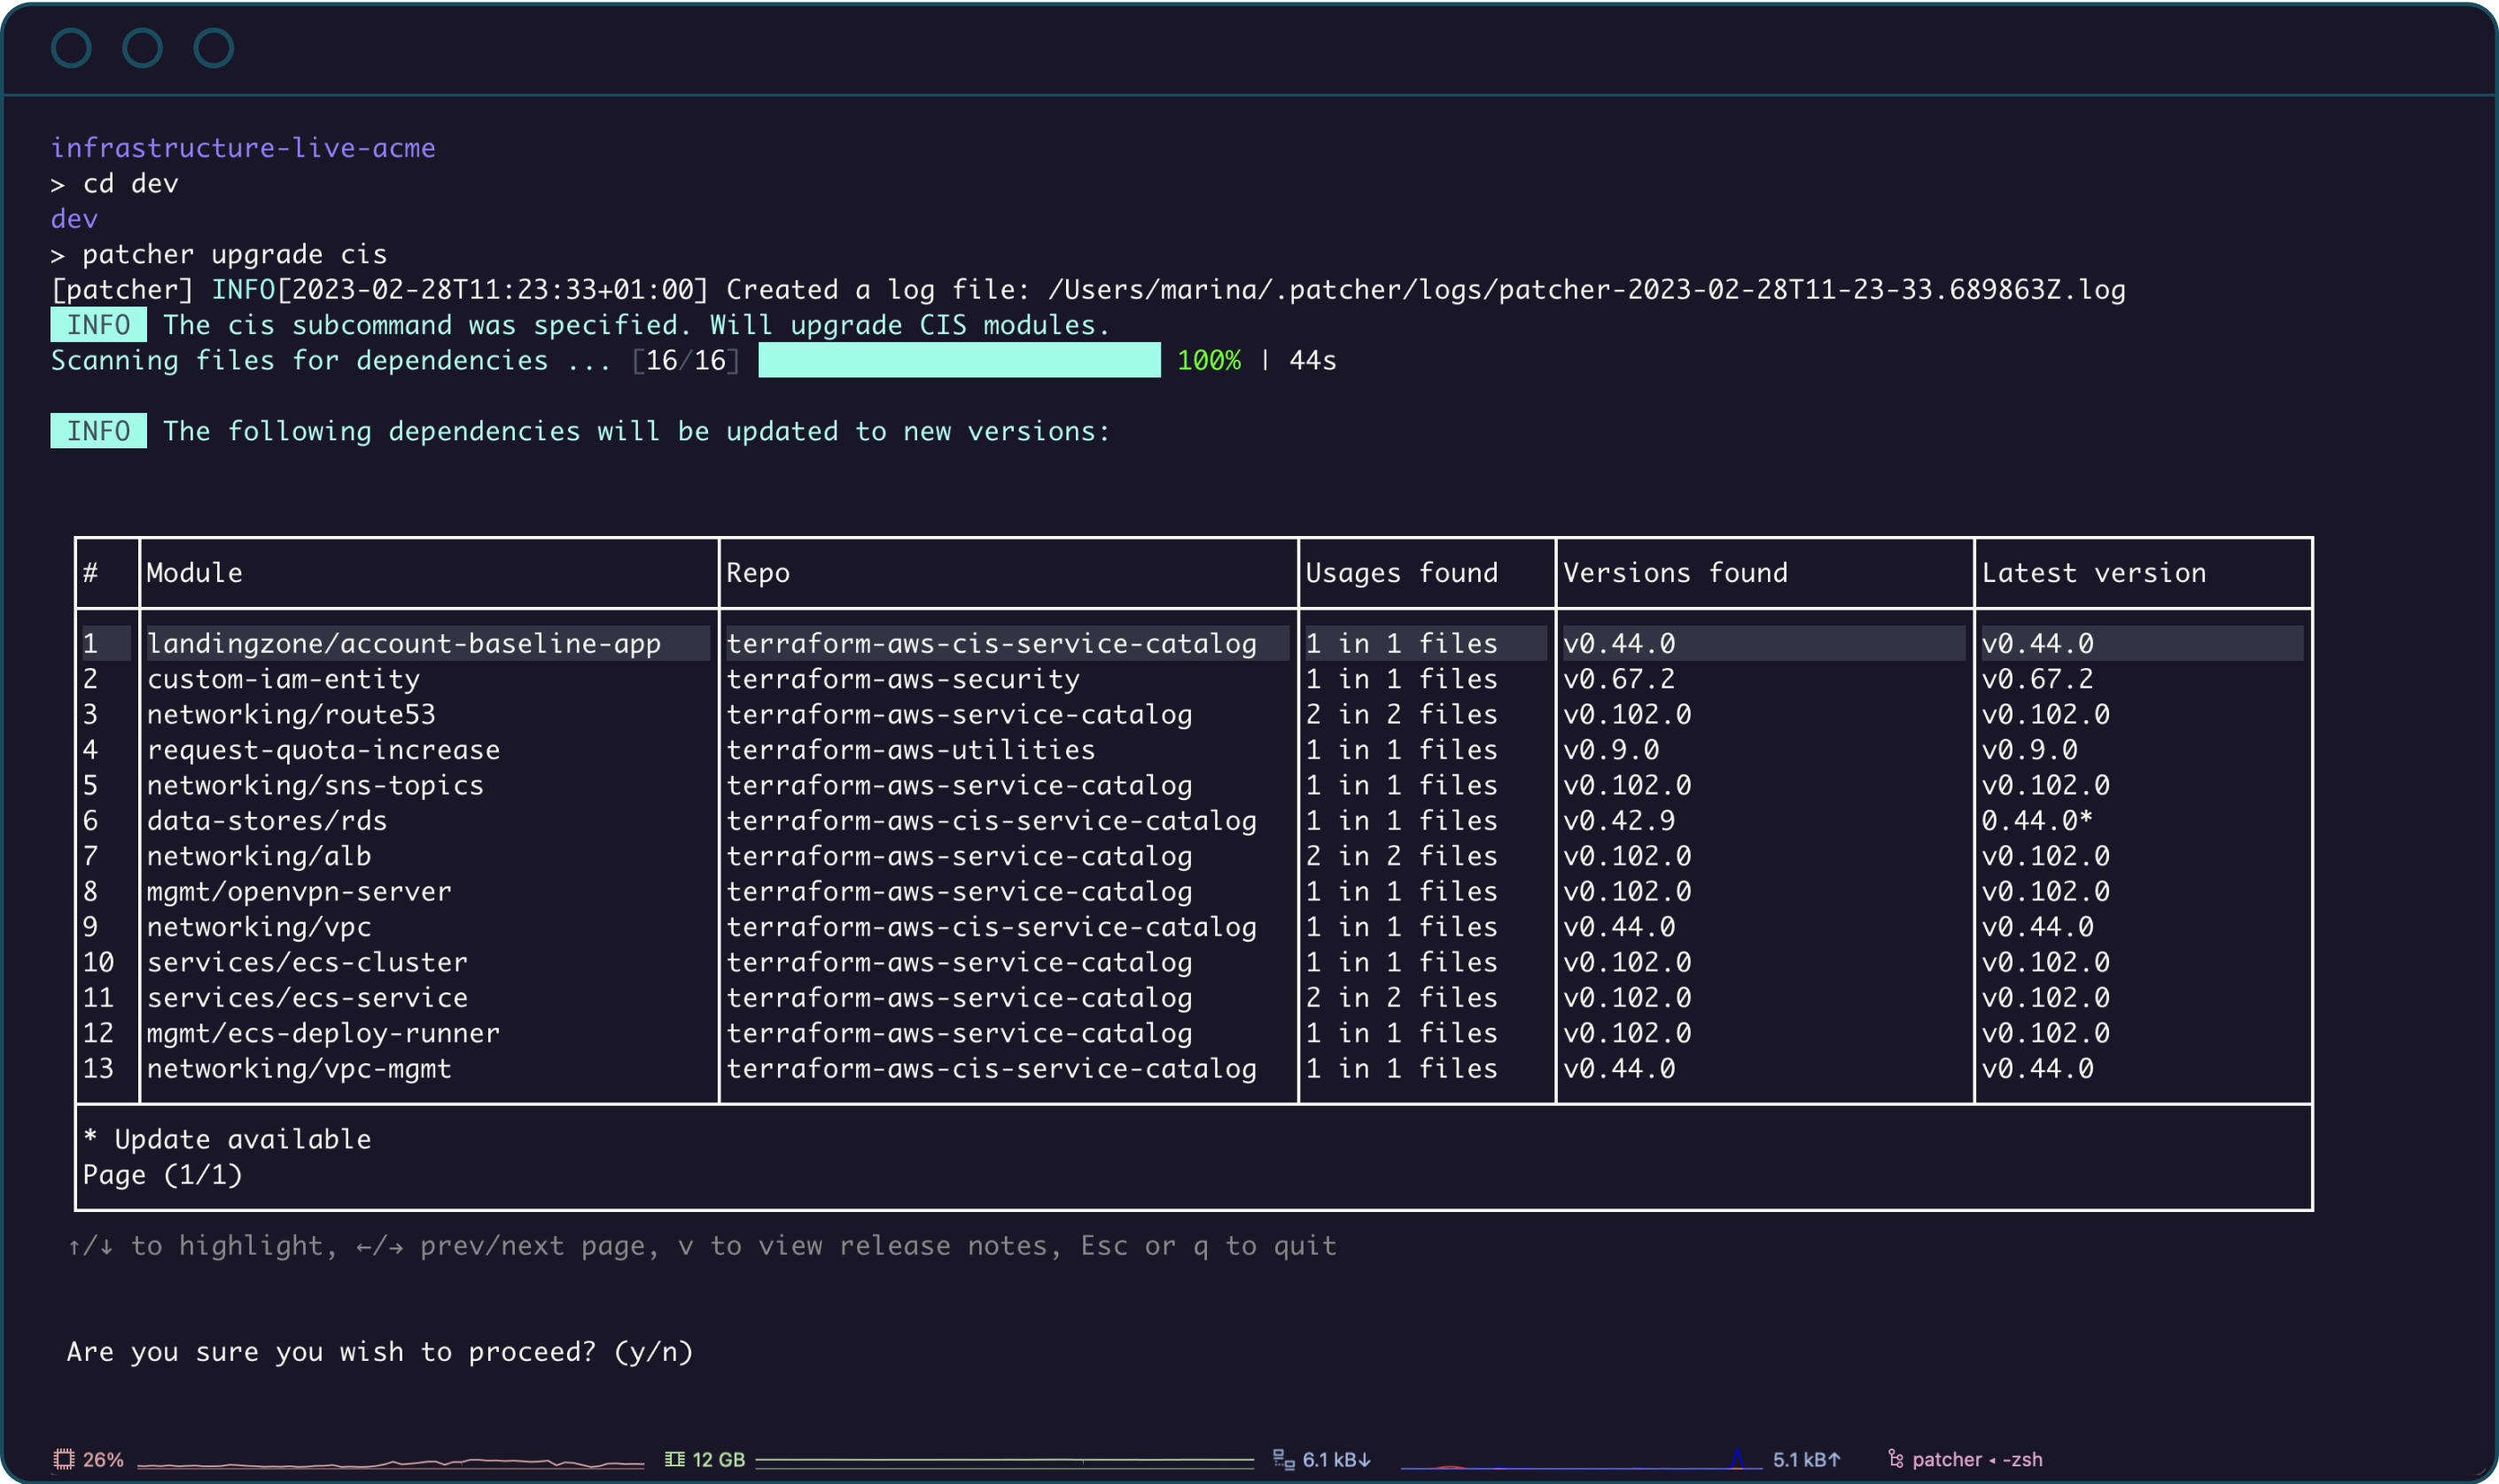 infrastructure-live-acme
> cd dev
dev
> patcher upgrade cis
[patcher] INFO[2023-02-28T11:23:33+01:00] Created a log file: /Users/marina/.patcher/logs/patcher-2023-02-28T11-23-33.689863Z.log
INFO The cis subcommand was specified. Will upgrade CIS modules.
Scanning files for dependencies ... [16/16] 100% | 44s
INFO The following dependencies will be updated to new versions:
# Module Repo Usages found Versions found Latest version
1 landingzone/account-baseline-app terraform-aws-cis-service-catalog 1 in 1 files v0.44.0 v0.44.0
2 custom-iam-entity terraform-aws-security 1 in 1 files v0.67.2 v0.67.2
3 networking/route53 terraform-aws-service-catalog 2 in 2 files v0.102.0 v0.102.0
4 request-quota-increase terraform-aws-utilities 1 in 1 files v0.9.0 v0.9.0
5 networking/sns-topics terraform-aws-service-catalog 1 in 1 files v0.102.0 v0.102.0
6 data-stores/rds terraform-aws-cis-service-catalog 1 in 1 files v0.42.9 0.44.0*
7 networking/alb terraform-aws-service-catalog 2 in 2 files v0.102.0 v0.102.0
8 mgmt/openvpn-server terraform-aws-service-catalog 1 in 1 files v0.102.0 v0.102.0
9 networking/vpc terraform-aws-cis-service-catalog 1 in 1 files v0.44.0 v0.44.0
10 services/ecs-cluster terraform-aws-service-catalog 1 in 1 files v0.102.0 v0.102.0
11 services/ecs-service terraform-aws-service-catalog 2 in 2 files v0.102.0 v0.102.0
12 mgmt/ecs-deploy-runner terraform-aws-service-catalog 1 in 1 files v0.102.0 v0.102.0
13 networking/vpc-mgmt terraform-aws-cis-service-catalog 1 in 1 files v0.44.0 v0.44.0
* Update available
Page (1/1)
↑/↓ to highlight, ←/→ prev/next page, v to view release notes, Esc or q to quit
Are you sure you wish to proceed? (y/n)
26% 12 GB 6.1 kB↓ 5.1 kB↑ patcher ◂ -zsh